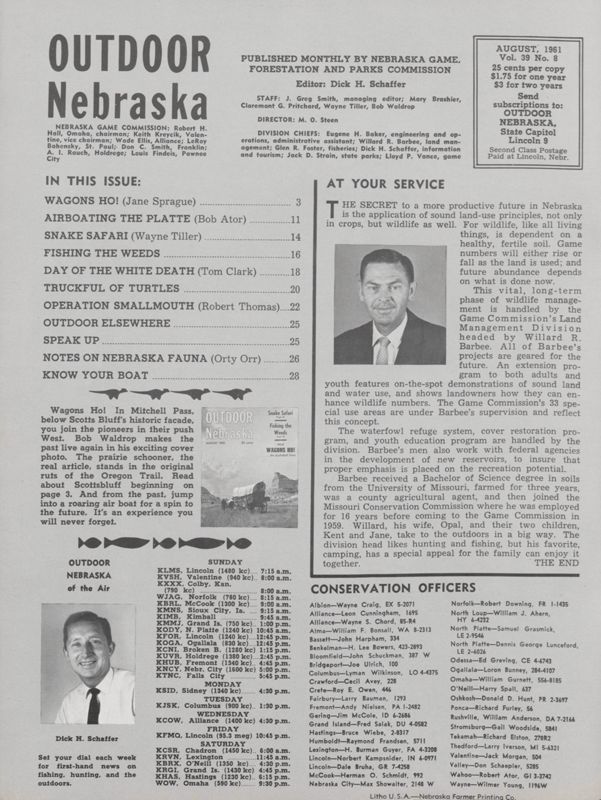 OUTDOOR
Nebraska
NEBRASKA GAME COMMISSION: Robert H.
Hall, Omaha, chairman; Keith Kreycik, Valen-
tine, vice chairman; Wade Ellis, Alliance; LeRoy
Bahensky, St. Paul; Don C. Smith, Franklin;
A. I. Rauch, Holdrege; Louis Findeis, Pawnee
City
PUBLISHED MONTHLY BY NEBRASKA GAME,
FORESTATION AND PARKS COMMISSION
Editor: Dick H. Schaffer
STAFF: J. Greg Smith, managing editor; Mary Brashier,
Claremont G. Pritchard, Wayne Tiller, Bob Waldrop
DIRECTOR: M. O. Steen
DIVISION CHIEFS: Eugene H. Baker, engineering and op-
erations, administrative assistant; Willard R. Barbee, land man-
agement; Glen R. Foster, fisheries; Dick H. Schaffer, information
and tourism; Jack D. Strain, state parks; Lloyd P. Vance, game
AUGUST, 1961
Vol. 39 No. 8
25 cents per copy
$1.75 for one year
$3 for two years
Send
subscriptions to:
OUTDOOR
NEBRASKA,
State Capitol
Lincoln 9
Second Class Postage
Paid at Lincoln, Nebr.
IN THIS ISSUE:
WAGONS HO! (Jane Sprague) 3
AIRBOATING THE PLATTE (Bob Ator) 11
SNAKE SAFARI (Wayne Tiller) 14
FISHING THE WEEDS 16
DAY OF THE WHITE DEATH (Tom Clark) 18
TRUCKFUL OF TURTLES 20
OPERATION SMALLMOUTH (Robert Thomas) 22
OUTDOOR ELSEWHERE 25
SPEAK UP 25
NOTES ON NEBRASKA FAUNA (Orty Orr) 26
KNOW YOUR BOAT 28
Wagons Ho! In Mitchell Pass,
below Scotts Bluff's historic facade,
you join the pioneers in their push
West. Bob Waldrop makes the
past live again in his exciting cover
photo. The prairie schooner, the
real article, stands in the original
ruts of the Oregon Trail. Read
about Scottsbluff beginning on
page 3. And from the past, jump
into a roaring air boat for a spin to
the future. It's an experience you
will never forget.
OUTDOOR
Nebraska
Snake Safari
Fishing the
Weeds
WAGONS HO!
AT YOUR SERVICE
THE SECRET to a more productive future in Nebraska
is the application of sound land-use principles, not only
in crops, but wildlife as well. For wildlife, like all living
things, is dependent on a
healthy, fertile soil. Game
numbers will either rise or
fall as the land is used; and
future abundance depends
on what is done now.
This vital, long-term
phase of wildlife manage-
ment is handled by the
Game Commission's Land
Management Division
headed by Willard R.
Barbee. All of Barbee's
projects are geared for the
future. An extension pro-
gram to both adults and
youth features on-the-spot demonstrations of sound land
and water use, and shows landowners how they can en-
hance wildlife numbers. The Game Commission's 33 spe-
cial use areas are under Barbee's supervision and reflect
this concept.
The waterfowl refuge system, cover restoration pro-
gram, and youth education program are handled by the
division. Barbee's men also work with federal agencies
in the development of new reservoirs, to insure that
proper emphasis is placed on the recreation potential.
Barbee received a Bachelor of Science degree in soils
from the University of Missouri, farmed for three years,
was a county agricultural agent, and then joined the
Missouri Conservation Commission where he was employed
for 16 years before coming to the Game Commission in
1959. Willard, his wife, Opal, and their two children,
Kent and Jane, take to the outdoors in a big way. The
division head likes hunting and fishing, but his favorite,
camping, has a special appeal for the family can enjoy it
together. THE END
OUTDOOR
NEBRASKA
of the Air
Dick H. Schaffer
Set your dial each week
for first-hand news on
fishing, hunting, and the
outdoors.
SUNDAY
KLMS, Lincoln (1480 kc) 7:15 a.m.
KVSH, Valentine (940 kc) 8:00 a.m.
KXXX, Colby, Kan.
(790 kc) 8:00 a.m.
WJAG, Norfolk (780 kc) 8:15 a.m.
KBRL, McCook (1300 kc) 9:00 a.m.
KMNS, Sioux City, Ia. 9:15 a.m.
KIMB, Kimball 9:45 a.m.
KMMJ, Grand Is. (750 kc) 1:00 p.m.
KODY, N. Platte (1240 kc) 10:45 a.m.
KFOR, Lincoln (1240 kc) 12:45 p.m.
KOGA, Ogallala (830 kc) 12:45 p.m.
KCNI, Broken B. (1280 kc) 1:15 p.m.
KUVR, Holdrege (1380 kc) 2:45 p.m.
KHUB, Fremont (1340 kc) 4:45 p.m.
KNCY, Nebr. City (1600 kc) 5:00 p.m.
KTNC, Falls City 5:45 p.m.
MONDAY
KSID, Sidney (1340 kc) 4:30 p.m.
TUESDAY
KJSK, Columbus (900 kc) 1:30 p.m.
WEDNESDAY
KCOW, Alliance (1400 kc) 4:30 p.m.
FRIDAY
KFMQ, Lincoln (95.3 meg) 10:45 p.m.
SATURDAY
KCSR, Chadron (1450 kc) 6:00 a.m.
KRVN, Lexington 11:45 a.m.
KBRX, O'Neill (1350 kc) 4:30 p.m.
KRGI, Grand Is. (1430 kc) 4:45 p.m.
KHAS, Hastings (1230 kc) 6:15 p.m.
WOW, Omaha (590 kc) 9:30 p.m.
CONSERVATION OFFICERS
Albion—Wayne Craig, EX 5-2071
Alliance—Leon Cunningham, 1695
Alliance—Wayne S. Chord, 85-R4
Alma—William F. Bonsall, WA 8-2313
Bassett—John Harpham, 334
Benkelman—H. Lee Bowers, 423-2893
Bloomfield—John Schuckman, 387 W
Bridgeport—Joe Ulrich, 100
Columbus—Lyman Wilkinson, LO 4-4375
Crawford—Cecil Avey, 228
Crete—Roy E. Owen, 446
Fairbury—Larry Bauman, 1293
Fremont—Andy Nielsen, PA 1-2482
Gering—Jim McCole, ID 6-2686
Grand Island—Fred Salak, DU 4-0582
Hastings—Bruce Wiebe, 2-8317
Humboldt—Raymond Frandsen, 5711
Lexington—H. Burman Guyer, FA 4-3208
Lincoln—Norbert Kampsnider, IN 6-0971
Lincoln—Dale Bruha, GR 7-4258
McCook—Herman O. Schmidt, 992
Nebraska City—Max Showalter, 2148 W
Norfolk—Robert Downing, FR 1-1435
North Loup—William J. Ahern,
HY 6-4232
North Platte—Samuel Grasmick,
LE 2-9546
North Platte—Dennis George Lunceford,
LE 2-6026
Odessa—Ed Greving, CE 4-6743
Ogallala—Loron Bunney, 284-4107
Omaha—William Gurnett, 556-8185
O'Neill—Harry Spall, 637
Oshkosh—Donald D. Hunt, PR 2-3697
Ponca—Richard Furley, 56
Rushville, William Anderson, DA 7-2166
Stromsburg—Gail Woodside, 5841
Tekamah—Richard Elston, 278R2
Thedford—Larry Iverson, MI 5-6321
Valentine—Jack Morgan, 504
Valley—Don Schaepler, 5285
Wahoo—Robert Ator, GI 3-3742
Wayne—Wilmer Young, 1196W
Litho U.S.A.—Nebraska Farmer Printing Co.